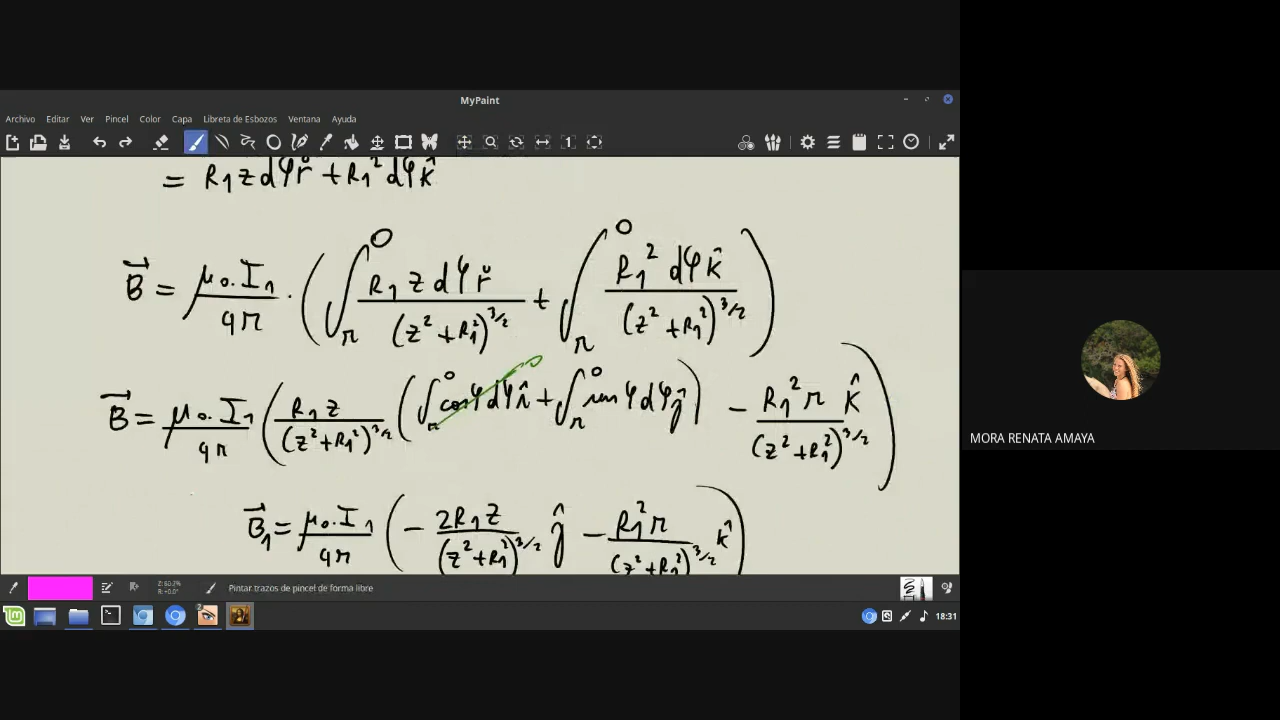 MyPaint
Archivo Editar Ver Pincel Color Capa Libreta de Esbozos Ventana Ayuda
= R₁ z dφ r̊ + R₁² dφ k̂
B⃗ = μ₀.I₁/4π · (∫_π^0 R₁ z dφ r̊/(z²+R₁²)^3/2 + ∫_π^0 R₁² dφ k̂/(z²+R₁²)^3/2)
B⃗ = μ₀.I₁/4π (R₁ z/(z²+R₁²)^3/2 (∫_π^0 cosφ dφ î + ∫_π^0 senφ dφ ĵ) − R₁² π k̂/(z²+R₁²)^3/2)
B⃗₁ = μ₀.I₁/4π (− 2R₁ z/(z²+R₁²)^3/2 ĵ − R₁² π/(z²+R₁²)^3/2 k̂)
MORA RENATA AMAYA
Pintar trazos de pincel de forma libre
18:31